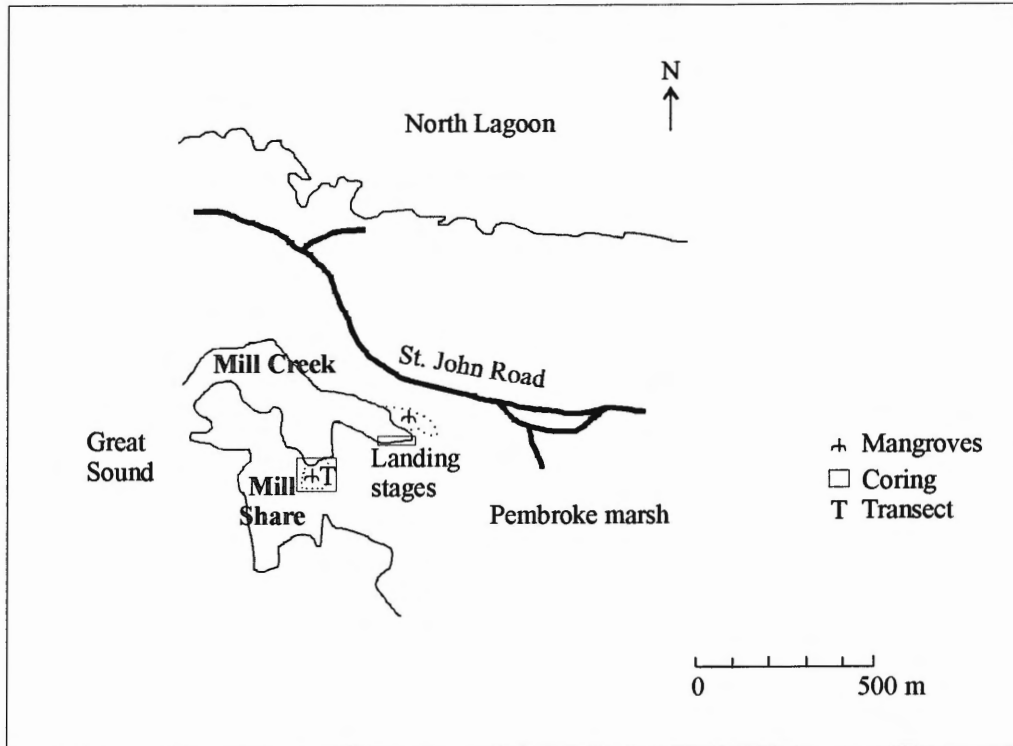 N
North Lagoon
Mill Creek
St. John Road
Great
Sound
Landing
stages
T
Mill
Share
Pembroke marsh
Mangroves
Coring
T Transect
0 500 m